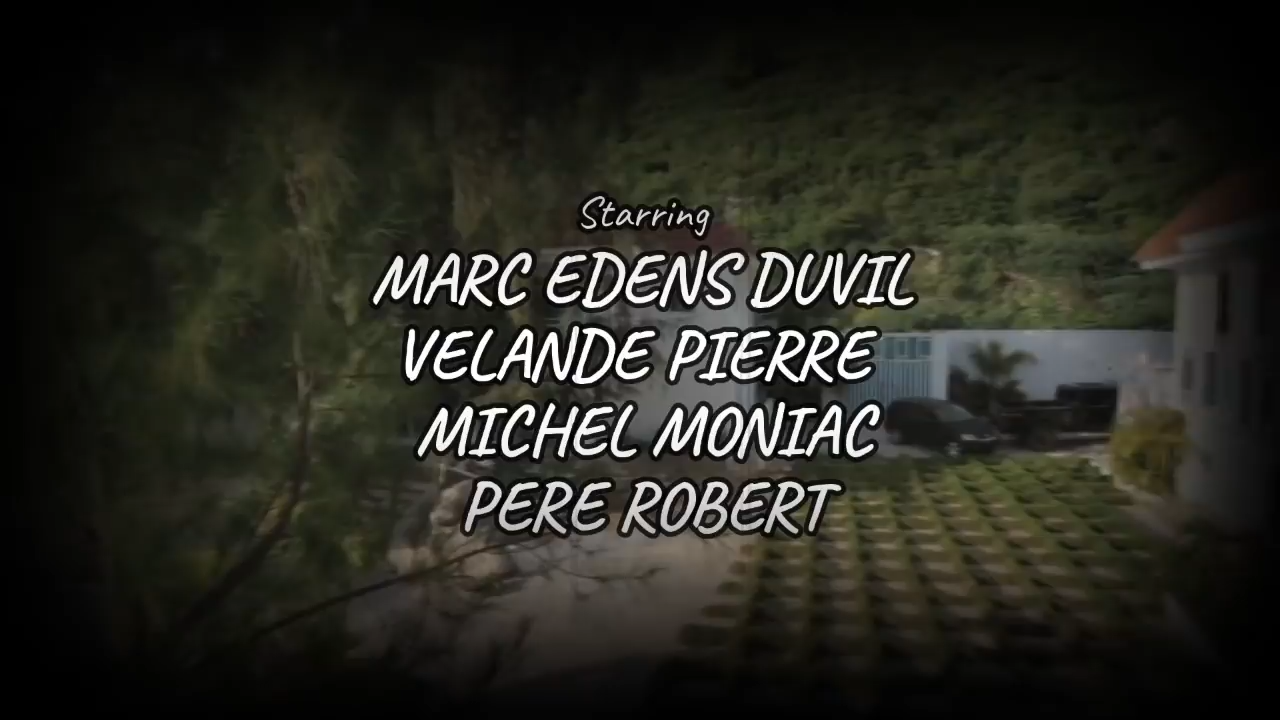 Starring
MARC EDENS DUVIL
VELANDE PIERRE
MICHEL MONIAC
PERE ROBERT